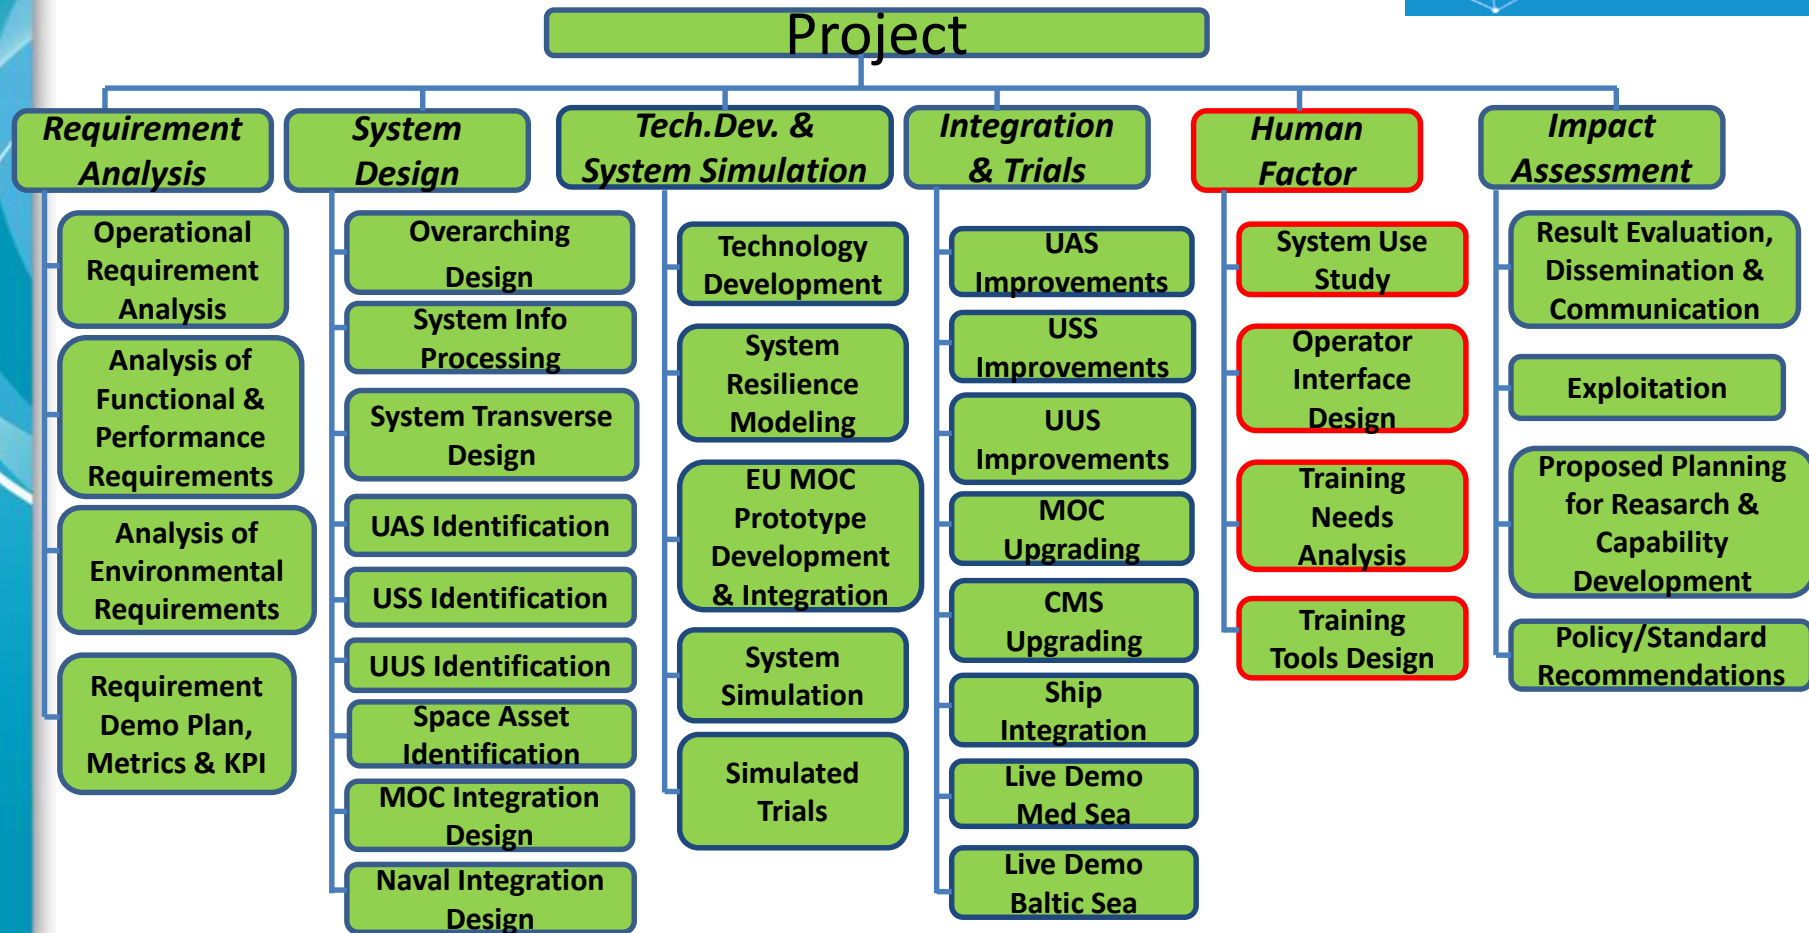 Project
Requirement
Analysis
Operational
Requirement
Analysis
Analysis of
Functional &
Performance
Requirements
Analysis of
Environmental
Requirements
Requirement
Demo Plan,
Metrics & KPI
System
Design
Overarching
Design
System Info
Processing
System Transverse
Design
UAS Identification
USS Identification
UUS Identification
Space Asset
Identification
MOC Integration
Design
Naval Integration
Design
Tech.Dev. &
System Simulation
Technology
Development
System
Resilience
Modeling
EU MOC
Prototype
Development
& Integration
System
Simulation
Simulated
Trials
Integration
& Trials
UAS
Improvements
USS
Improvements
UUS
Improvements
MOC
Upgrading
CMS
Upgrading
Ship
Integration
Live Demo
Med Sea
Live Demo
Baltic Sea
Human
Factor
System Use
Study
Operator
Interface
Design
Training
Needs
Analysis
Training
Tools Design
Impact
Assessment
Result Evaluation,
Dissemination &
Communication
Exploitation
Proposed Planning
for Reasarch &
Capability
Development
Policy/Standard
Recommendations